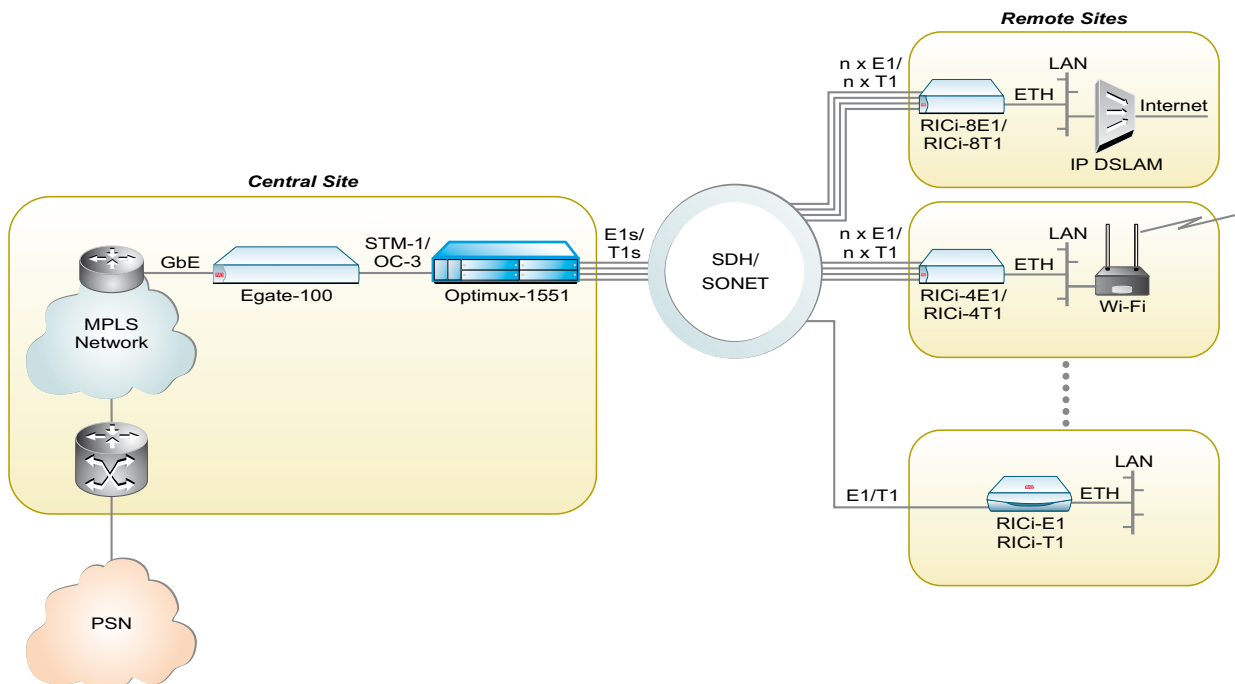 Remote Sites
n x E1/
n x T1
LAN
ETH
Internet
RICi-8E1/
RICi-8T1
IP DSLAM
Central Site
STM-1/
OC-3
E1s/
T1s
GbE
Egate-100
Optimux-1551
MPLS
Network
SDH/
SONET
n x E1/
n x T1
LAN
ETH
RICi-4E1/
RICi-4T1
Wi-Fi
LAN
E1/T1
ETH
RICi-E1
RICi-T1
PSN